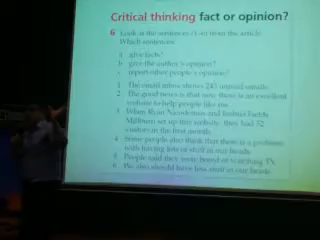 Critical thinking fact or opinion?
6 Look at the sentences (1–6) from the article.
Which sentences:
a give facts?
b give the author's opinion?
c report other people's opinion?
1 The email inbox shows 245 unread emails.
2 The good news is that now there is an excellent
website to help people like me.
3 When Ryan Nicodemus and Joshua Fields
Millburn set up this website, they had 52
visitors in the first month.
4 Some people also think that there is a problem
with having lots of stuff in our heads.
5 People said they were bored of watching TV.
6 We also should have less stuff in our heads.